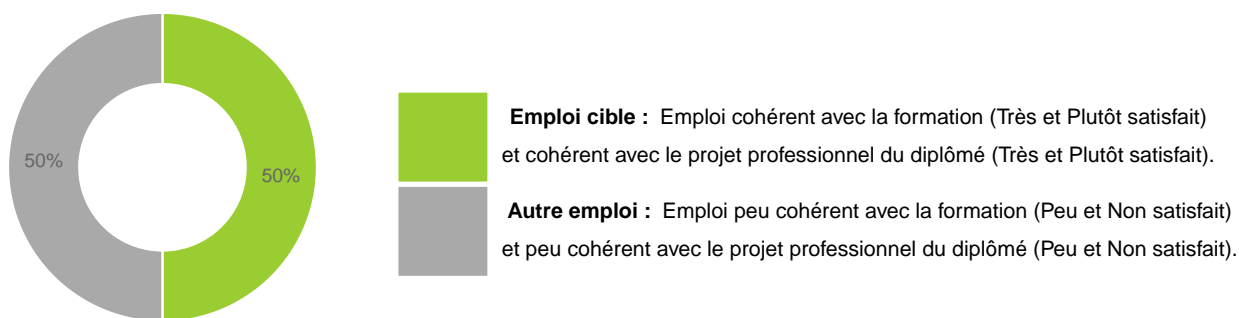 50%
50%
Emploi cible : Emploi cohérent avec la formation (Très et Plutôt satisfait)
et cohérent avec le projet professionnel du diplômé (Très et Plutôt satisfait).
Autre emploi : Emploi peu cohérent avec la formation (Peu et Non satisfait)
et peu cohérent avec le projet professionnel du diplômé (Peu et Non satisfait).